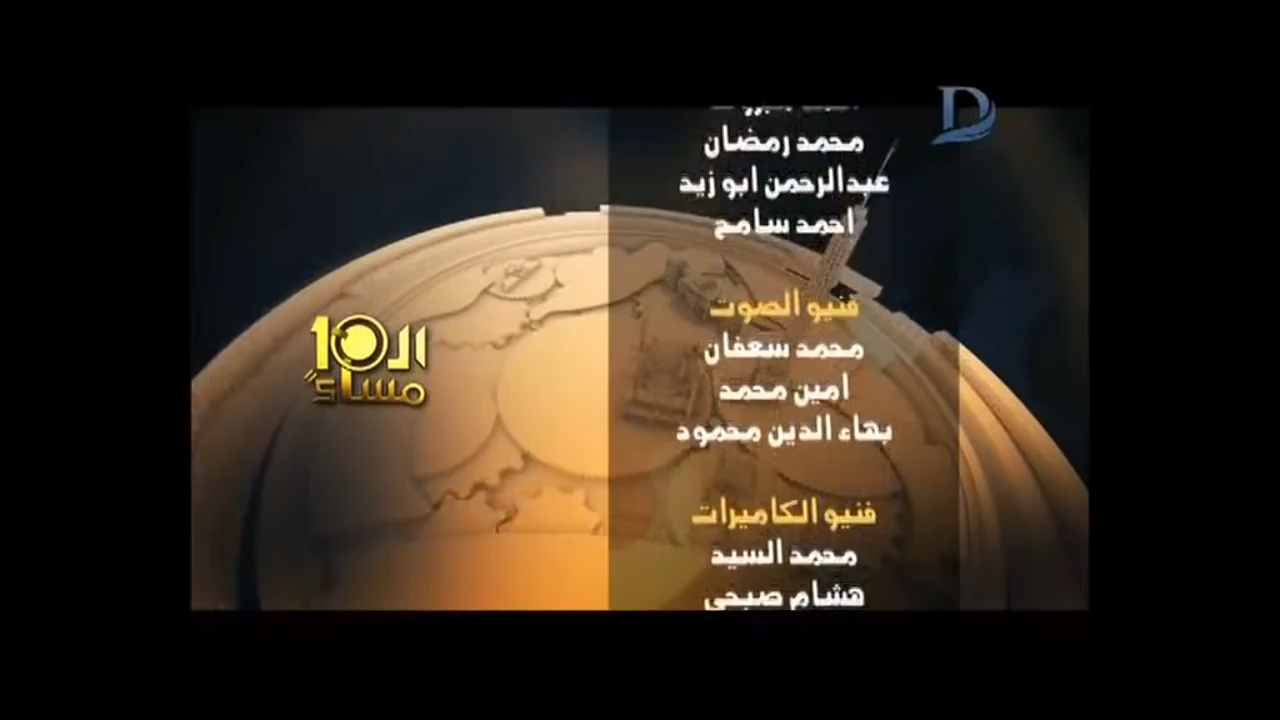 محمد رمضان
عبدالرحمن ابو زيد
احمد سامح
فنيو الصوت
محمد سعفان
امين محمد
بهاء الدين محمود
فنيو الكاميرات
محمد السيد
هشام صبحي
الـ10
مساءً
D